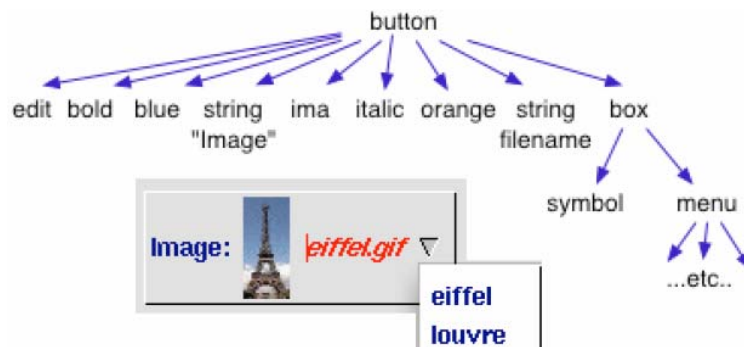 button
edit bold blue string ima italic orange string box
"Image" filename
symbol menu
Image: eiffel.gif
...etc..
eiffel
louvre